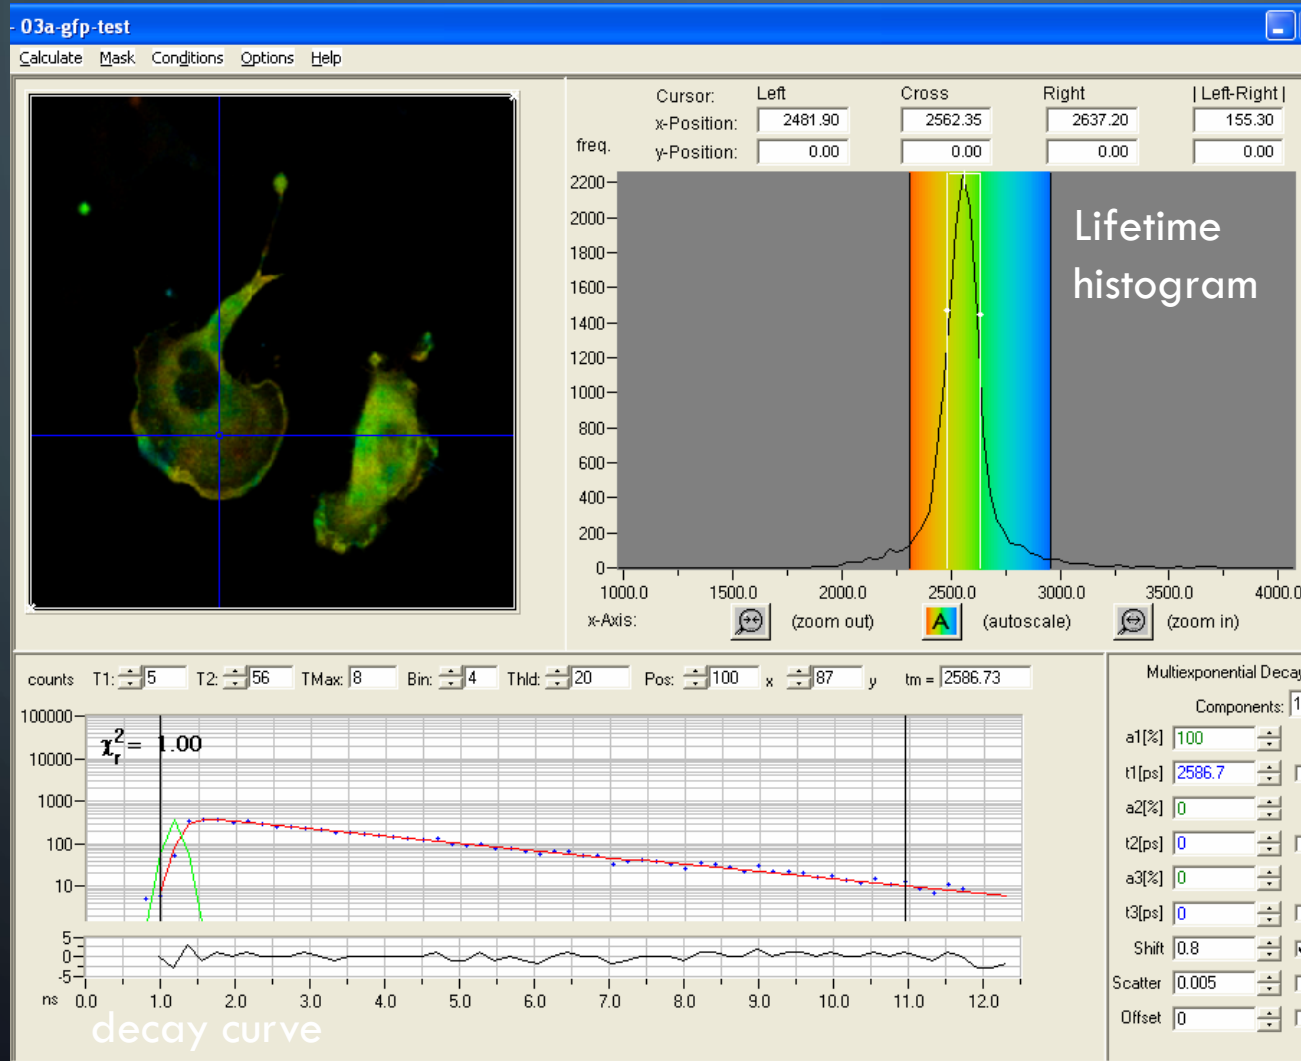 - 03a-gfp-test
Calculate Mask Conditions Options Help
Cursor: Left Cross Right | Left-Right |
x-Position: 2481.90 2562.35 2637.20 155.30
freq. y-Position: 0.00 0.00 0.00 0.00
2200
2000
1800
1600
1400
1200
1000
800
600
400
200
0
Lifetime
histogram
1000.0 1500.0 2000.0 2500.0 3000.0 3500.0 4000.0
x-Axis: (zoom out) A (autoscale) (zoom in)
counts T1: 5 T2: 56 TMax: 8 Bin: 4 Thld: 20 Pos: 100 x 87 y tm = 2586.73
100000
10000
1000
100
10
χr² = 1.00
5
0
-5
ns 0.0 1.0 2.0 3.0 4.0 5.0 6.0 7.0 8.0 9.0 10.0 11.0 12.0
decay curve
Multiexponential Decay
Components: 1
a1[%] 100
t1[ps] 2586.7
a2[%] 0
t2[ps] 0
a3[%] 0
t3[ps] 0
Shift 0.8
Scatter 0.005
Offset 0